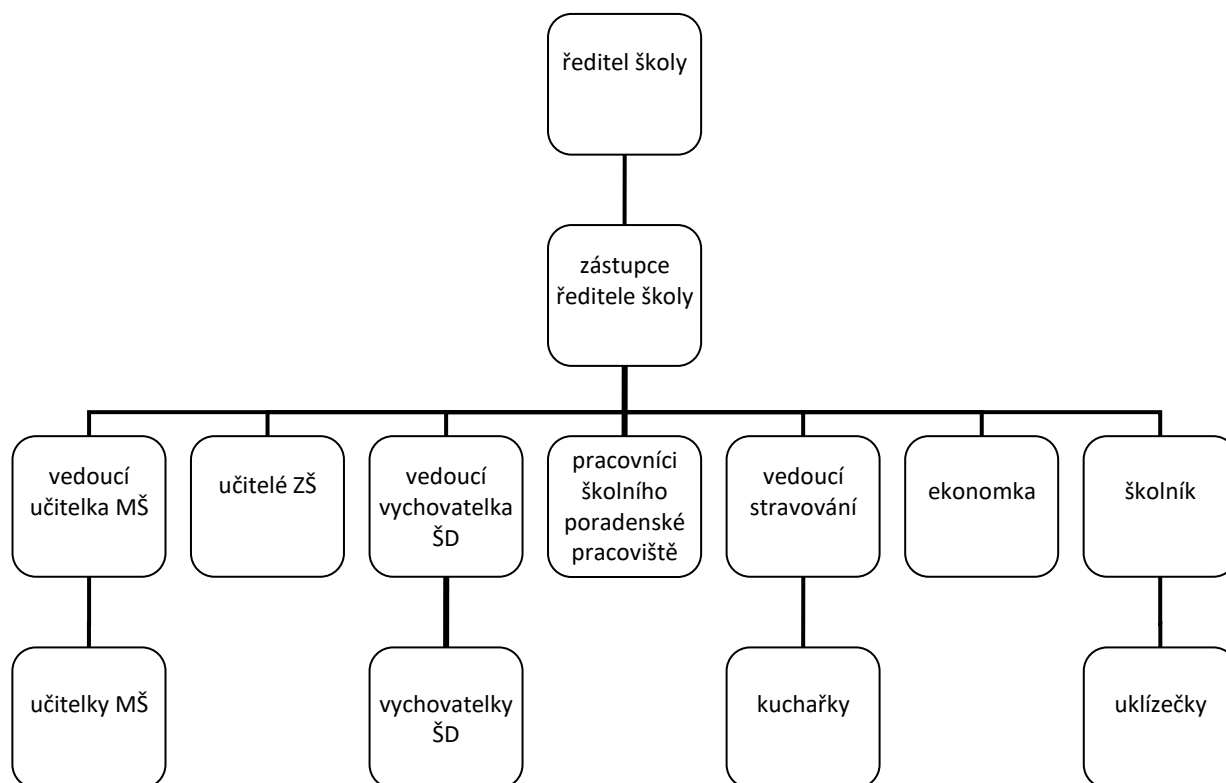 ředitel školy
zástupce
ředitele školy
vedoucí
učitelka MŠ
učitelé ZŠ
vedoucí
vychovatelka
ŠD
pracovníci
školního
poradenské
pracoviště
vedoucí
stravování
ekonomka
školník
učitelky MŠ
vychovatelky
ŠD
kuchařky
uklízečky